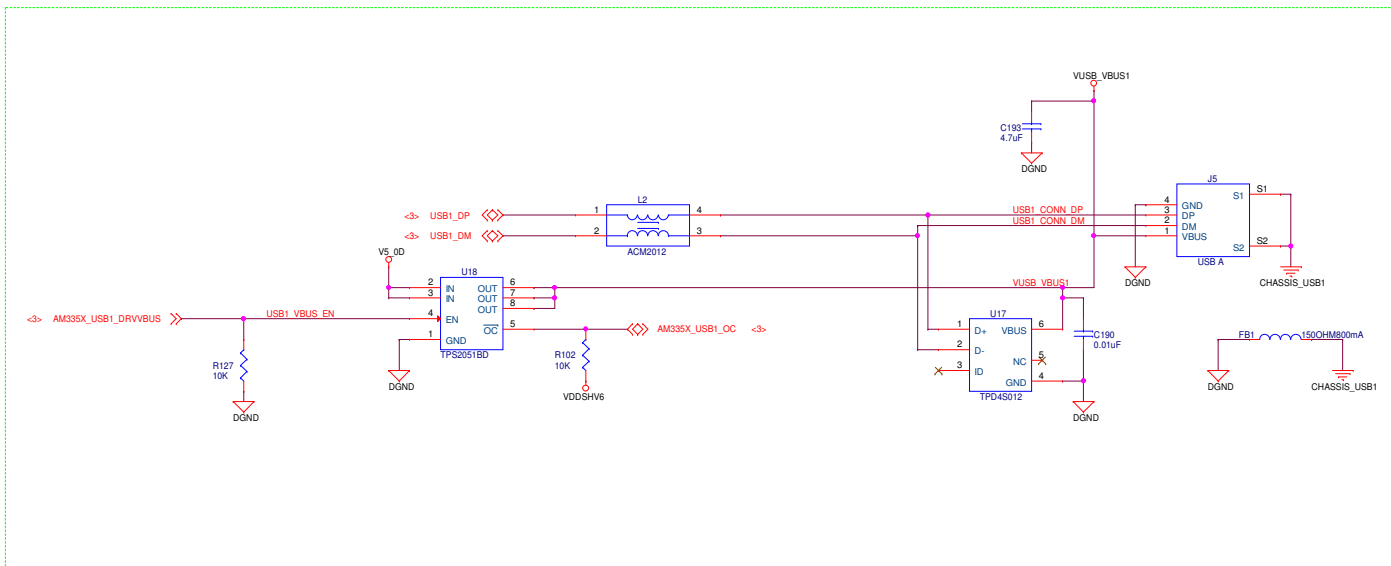 VUSB_VBUS1
C193
4.7uF
DGND
J5
L2
1 4
4 GND S1 S1
<3> USB1_DP
USB1_CONN_DP
3 DP
USB1_CONN_DM
2 DM
<3> USB1_DM
2 3
1 VBUS
S2 S2
ACM2012
USB A
V5_0D
U18
DGND
CHASSIS_USB1
2 IN OUT 6
VUSB_VBUS1
3 IN OUT 7
OUT 8
<3> AM335X_USB1_DRVVBUS
USB1_VBUS_EN
4 EN
U17
OC 5
AM335X_USB1_OC <3>
1 D+ VBUS 6
C190
0.01uF
FB1 150OHM800mA
1 GND
TPS2051BD
2 D-
R127
10K
R102
10K
NC 5
3 ID
GND 4
DGND
VDDSHV6
TPD4S012
DGND
CHASSIS_USB1
DGND
DGND